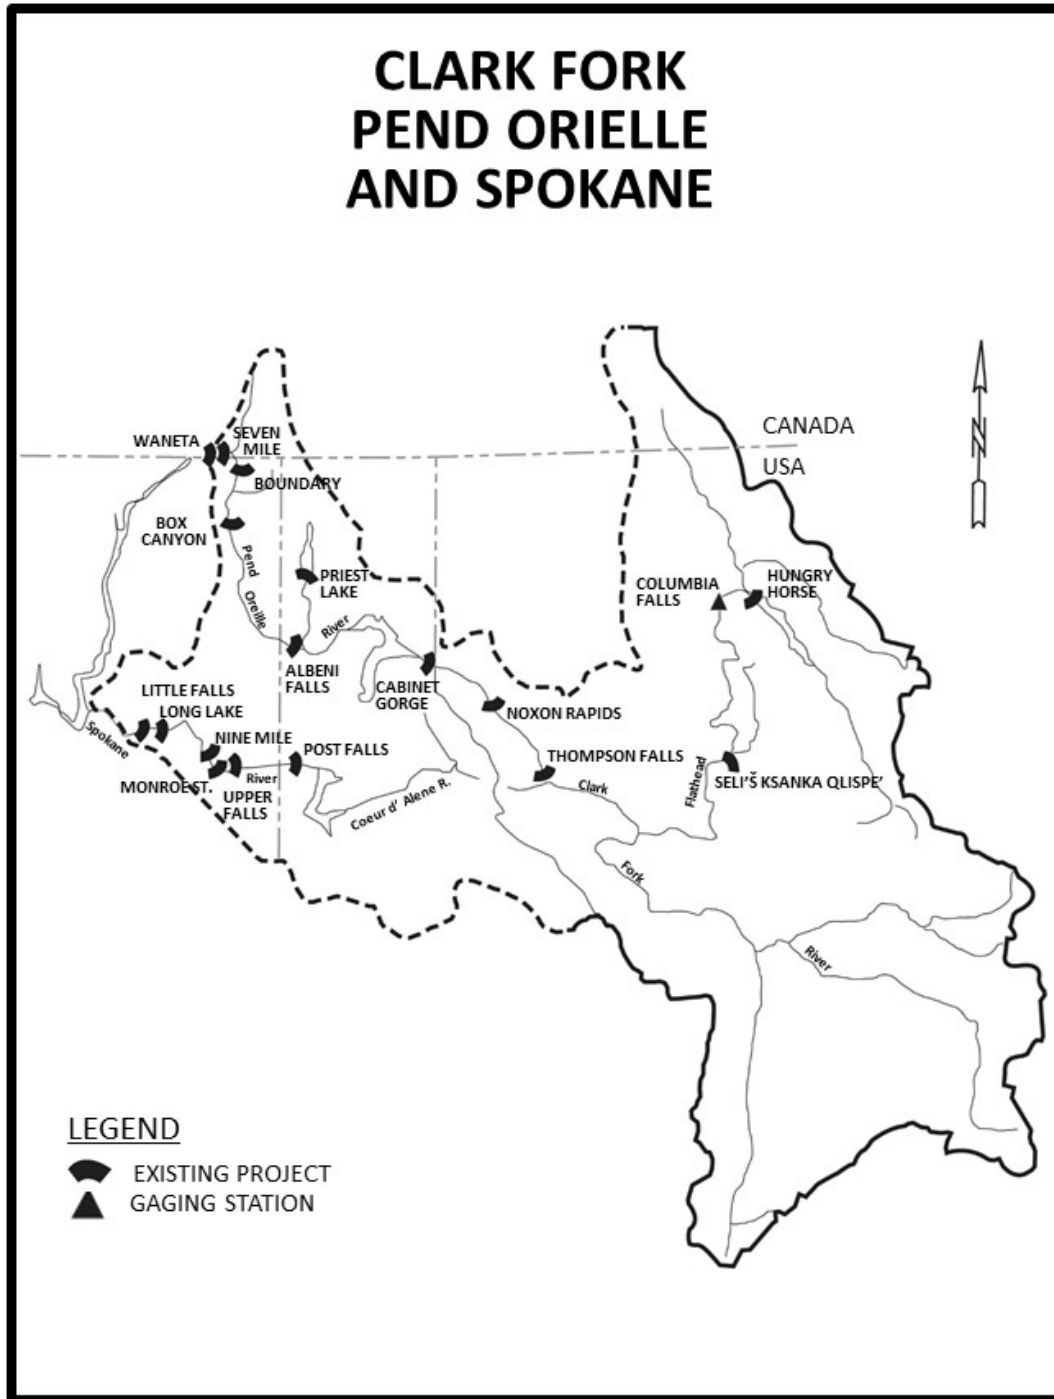 CLARK FORK
PEND ORIELLE
AND SPOKANE
CANADA
USA
WANETA
SEVEN
MILE
BOUNDARY
BOX
CANYON
Pend
Oreille
River
PRIEST
LAKE
ALBENI
FALLS
CABINET
GORGE
NOXON RAPIDS
THOMPSON FALLS
COLUMBIA
FALLS
HUNGRY
HORSE
SELI'Š KSANKA QLISPE'
Flathead
Clark
Fork
River
LITTLE FALLS
LONG LAKE
NINE MILE
MONROE ST.
UPPER
FALLS
POST FALLS
Spokane
River
Coeur d' Alene R.
N
LEGEND
EXISTING PROJECT
GAGING STATION